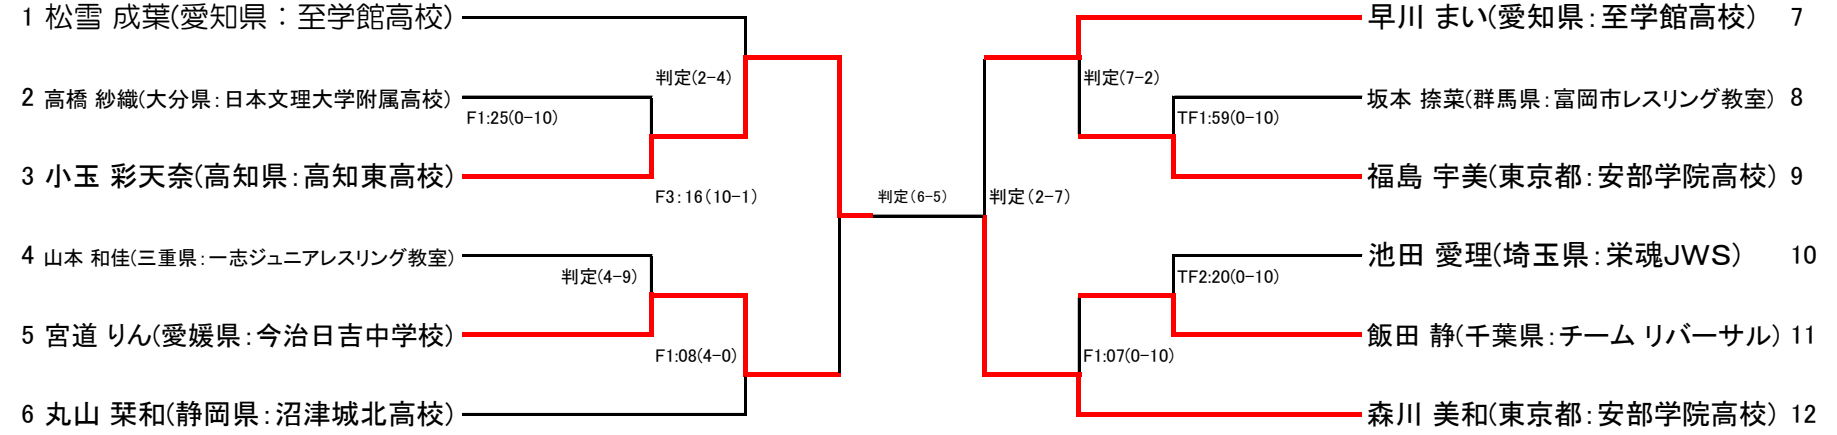 1 松雪 成葉(愛知県：至学館高校)
判定(2-4)
2 高橋 紗織(大分県：日本文理大学附属高校)
F1:25(0-10)
3 小玉 彩天奈(高知県：高知東高校)
F3：16(10-1)
4 山本 和佳(三重県：一志ジュニアレスリング教室)
判定(4-9)
5 宮道 りん(愛媛県：今治日吉中学校)
F1:08(4-0)
6 丸山 栞和(静岡県：沼津城北高校)
判定(6-5)
早川 まい(愛知県：至学館高校) 7
判定(7-2)
坂本 捺菜(群馬県：富岡市レスリング教室) 8
TF1:59(0-10)
福島 宇美(東京都：安部学院高校) 9
判定(2-7)
池田 愛理(埼玉県：栄魂JWS) 10
TF2:20(0-10)
飯田 静(千葉県：チーム リバーサル) 11
F1:07(0-10)
森川 美和(東京都：安部学院高校) 12